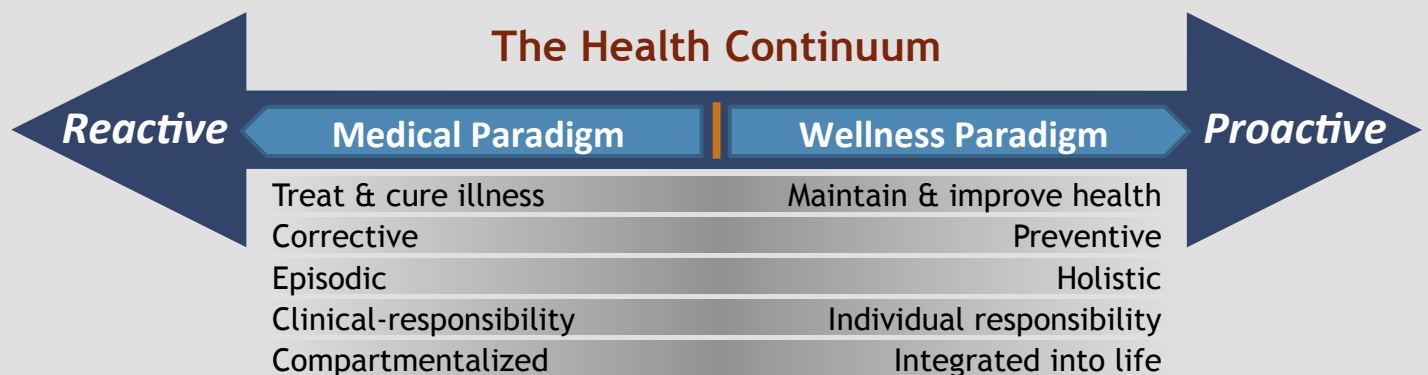 The Health Continuum
Reactive Medical Paradigm Wellness Paradigm Proactive
Treat & cure illness Maintain & improve health
Corrective Preventive
Episodic Holistic
Clinical-responsibility Individual responsibility
Compartmentalized Integrated into life